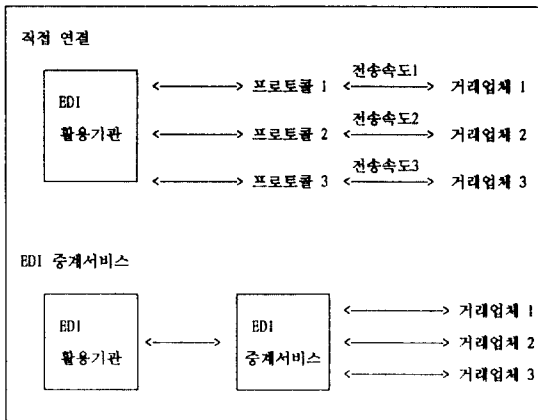 직접 연결
전송속도1
EDI <----> 프로토콜 1 <----> 거래업체 1
전송속도2
활용기관 <----> 프로토콜 2 <----> 거래업체 2
전송속도3
<----> 프로토콜 3 <----> 거래업체 3
EDI 중계서비스
EDI EDI <----> 거래업체 1
활용기관 <----> 중계서비스 <----> 거래업체 2
<----> 거래업체 3